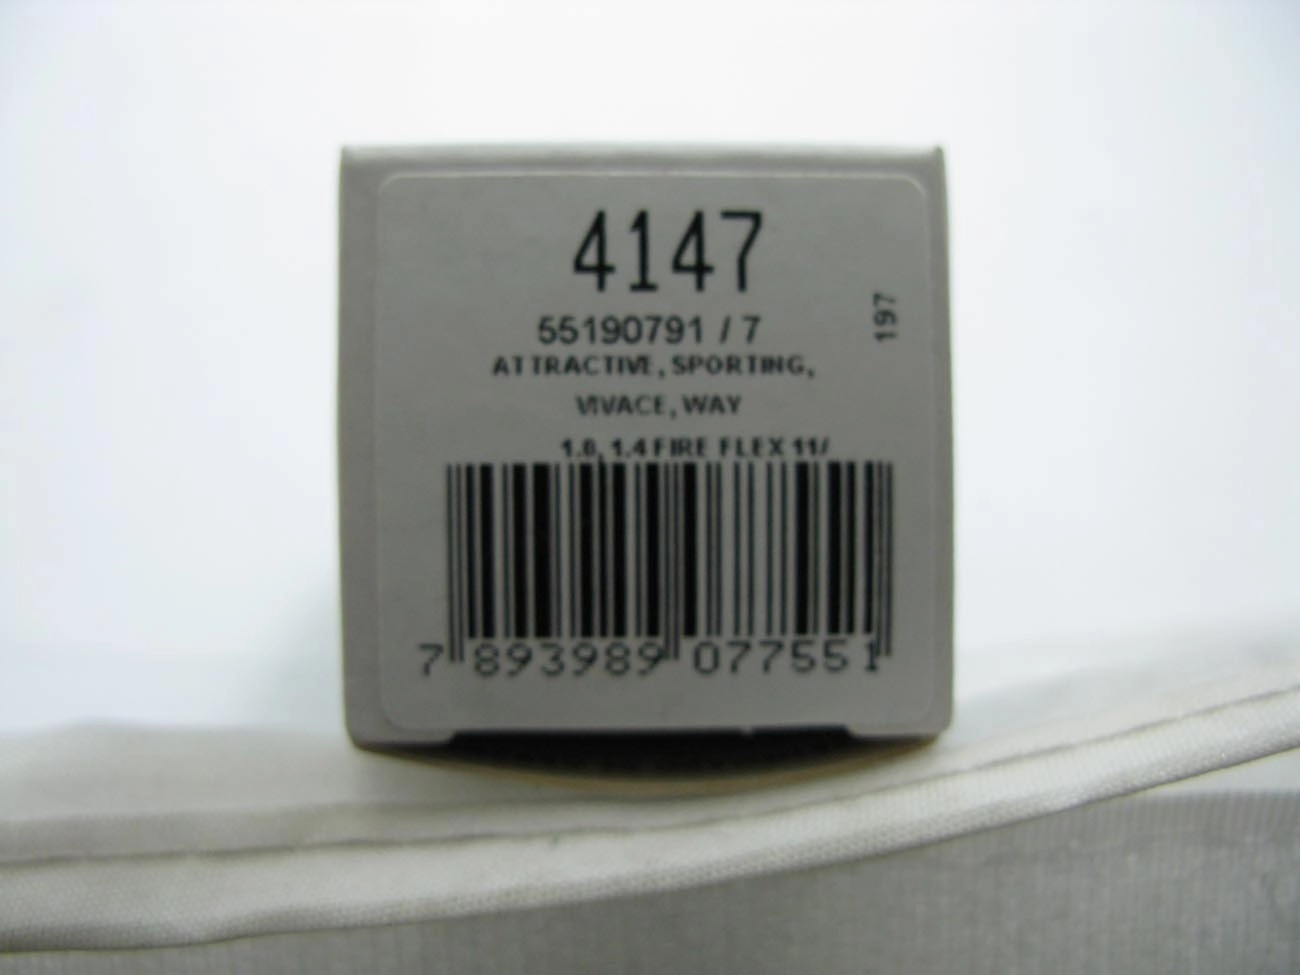 4147
55190791 / 7
197
ATTRACTIVE, SPORTING,
VIVACE, WAY
1.0, 1.4 FIRE FLEX 11/
7 893989 077551